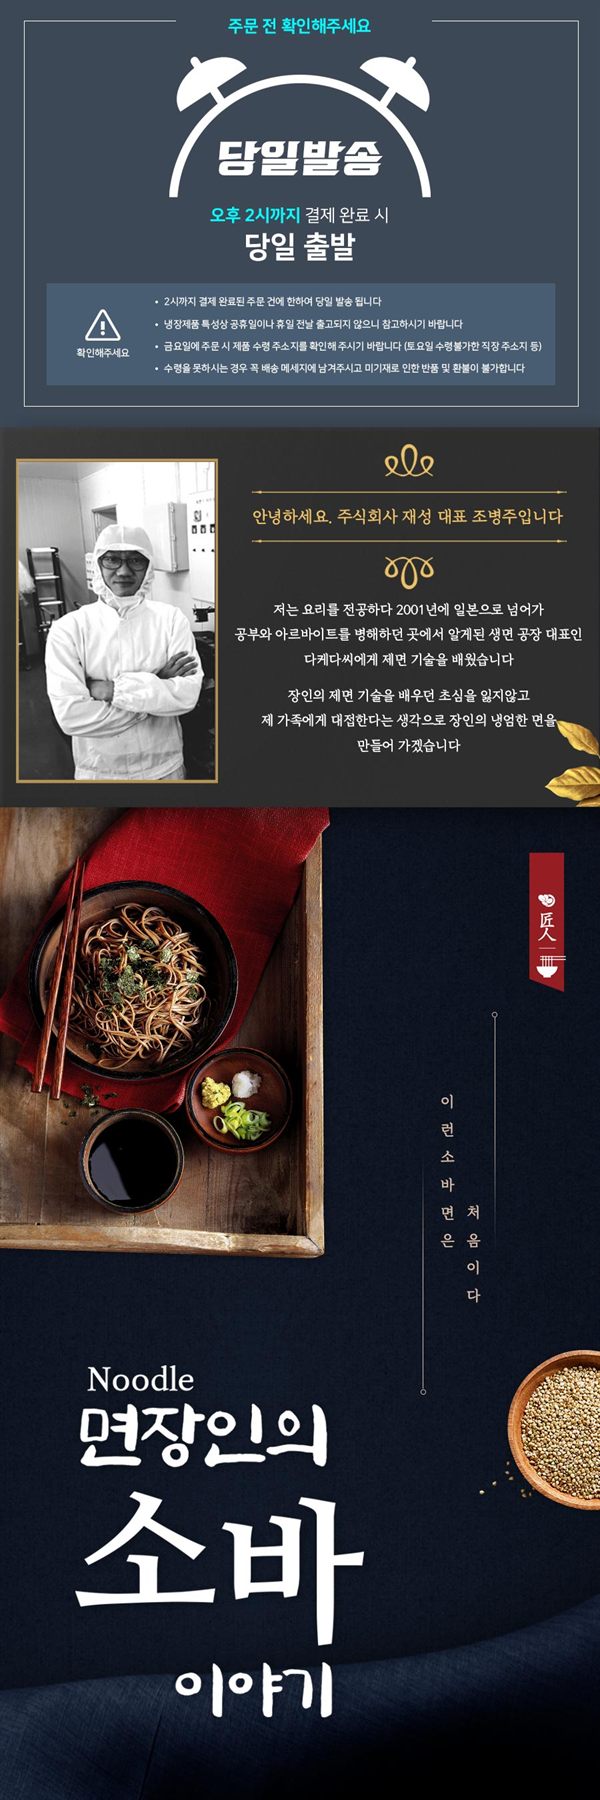 주문 전 확인해주세요
당일발송
오후 2시까지 결제 완료 시
당일 출발
확인해주세요
• 2시까지 결제 완료된 주문 건에 한하여 당일 발송 됩니다
• 냉장제품 특성상 공휴일이나 휴일 전날 출고되지 않으니 참고하시기 바랍니다
• 금요일에 주문 시 제품 수령 주소지를 확인해 주시기 바랍니다 (토요일 수령불가한 직장 주소지 등)
• 수령을 못하시는 경우 꼭 배송 메세지에 남겨주시고 미기재로 인한 반품 및 환불이 불가합니다
안녕하세요. 주식회사 재성 대표 조병주입니다
저는 요리를 전공하다 2001년에 일본으로 넘어가
공부와 아르바이트를 병해하던 곳에서 알게된 생면 공장 대표인
다케다씨에게 제면 기술을 배웠습니다
장인의 제면 기술을 배우던 초심을 잃지않고
제 가족에게 대접한다는 생각으로 장인의 냉엄한 면을
만들어 가겠습니다
匠人
이런소바면은
처음이다
Noodle
면장인의
소바
이야기